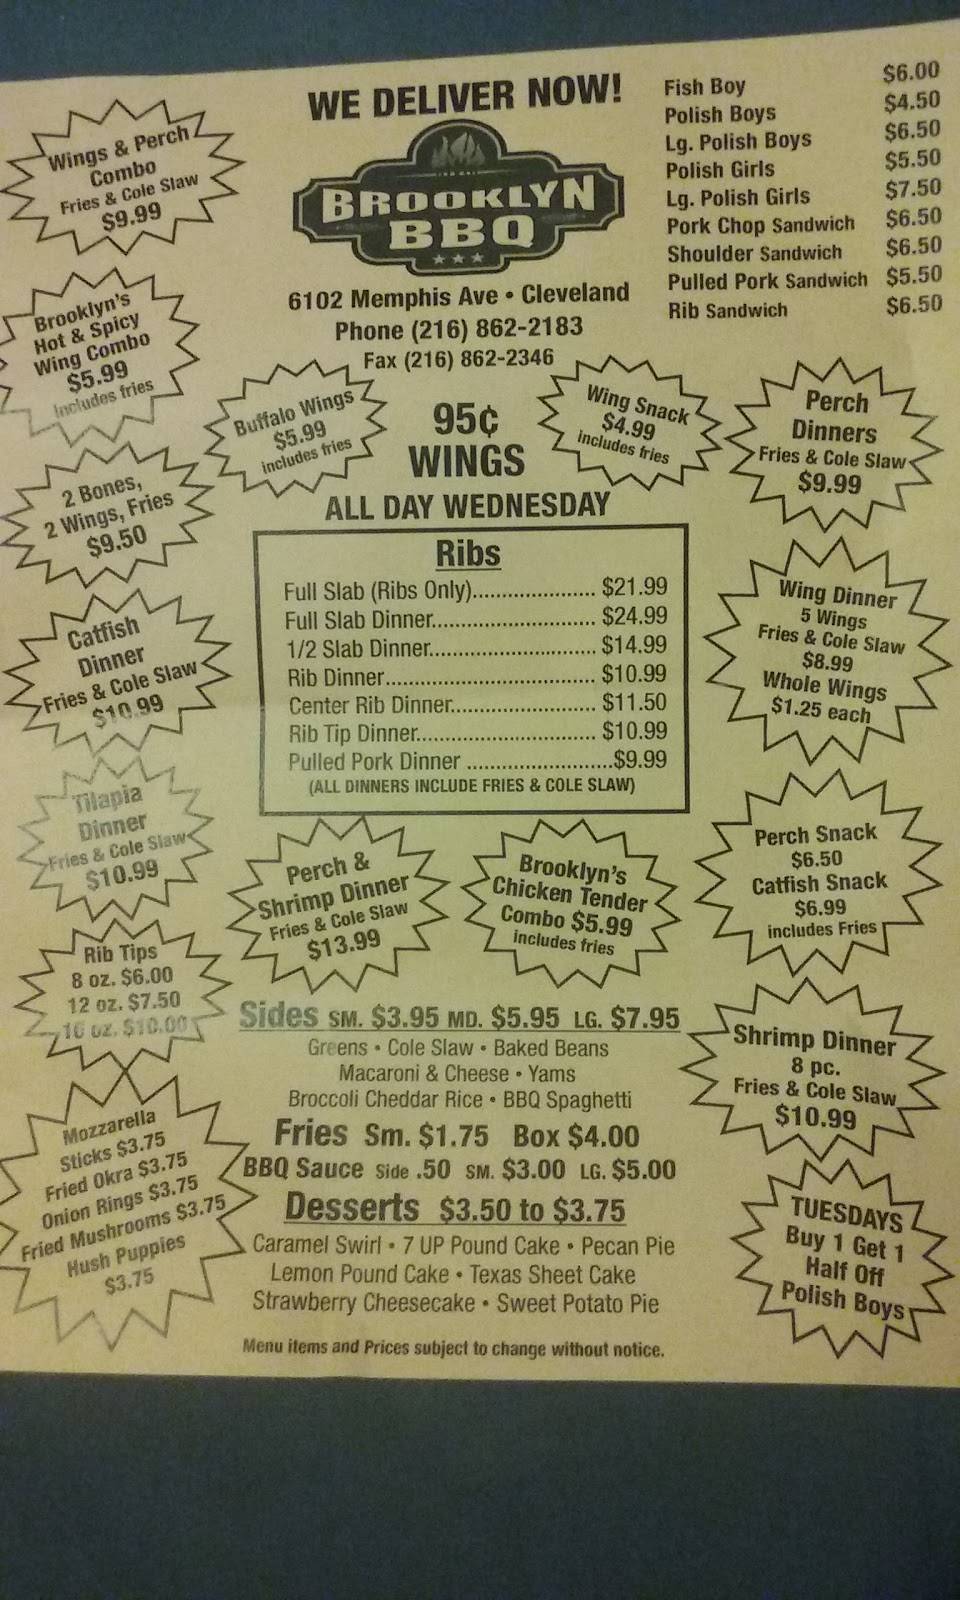 WE DELIVER NOW!
BROOKLYN
BBQ
6102 Memphis Ave • Cleveland
Phone (216) 862-2183
Fax (216) 862-2346
Fish Boy $6.00
Polish Boys $4.50
Lg. Polish Boys $6.50
Polish Girls $5.50
Lg. Polish Girls $7.50
Pork Chop Sandwich $6.50
Shoulder Sandwich $6.50
Pulled Pork Sandwich $5.50
Rib Sandwich $6.50
Wings & Perch
Combo
Fries & Cole Slaw
$9.99
Brooklyn's
Hot & Spicy
Wing Combo
$5.99
includes fries
Buffalo Wings
$5.99
includes fries
95¢
WINGS
ALL DAY WEDNESDAY
Wing Snack
$4.99
includes fries
Perch
Dinners
Fries & Cole Slaw
$9.99
2 Bones,
2 Wings, Fries
$9.50
Catfish
Dinner
Fries & Cole Slaw
$10.99
Tilapia
Dinner
Fries & Cole Slaw
$10.99
Ribs
Full Slab (Ribs Only)...................... $21.99
Full Slab Dinner............................. $24.99
1/2 Slab Dinner.............................. $14.99
Rib Dinner..................................... $10.99
Center Rib Dinner.......................... $11.50
Rib Tip Dinner................................ $10.99
Pulled Pork Dinner ..........................$9.99
(ALL DINNERS INCLUDE FRIES & COLE SLAW)
Wing Dinner
5 Wings
Fries & Cole Slaw
$8.99
Whole Wings
$1.25 each
Perch &
Shrimp Dinner
Fries & Cole Slaw
$13.99
Brooklyn's
Chicken Tender
Combo $5.99
includes fries
Perch Snack
$6.50
Catfish Snack
$6.99
includes Fries
Rib Tips
8 oz. $6.00
12 oz. $7.50
16 oz. $10.00
Sides SM. $3.95 MD. $5.95 LG. $7.95
Greens • Cole Slaw • Baked Beans
Macaroni & Cheese • Yams
Broccoli Cheddar Rice • BBQ Spaghetti
Fries Sm. $1.75 Box $4.00
BBQ Sauce Side .50 SM. $3.00 LG. $5.00
Desserts $3.50 to $3.75
Caramel Swirl • 7 UP Pound Cake • Pecan Pie
Lemon Pound Cake • Texas Sheet Cake
Strawberry Cheesecake • Sweet Potato Pie
Shrimp Dinner
8 pc.
Fries & Cole Slaw
$10.99
Mozzarella
Sticks $3.75
Fried Okra $3.75
Onion Rings $3.75
Fried Mushrooms $3.75
Hush Puppies
$3.75
TUESDAYS
Buy 1 Get 1
Half Off
Polish Boys
Menu items and Prices subject to change without notice.